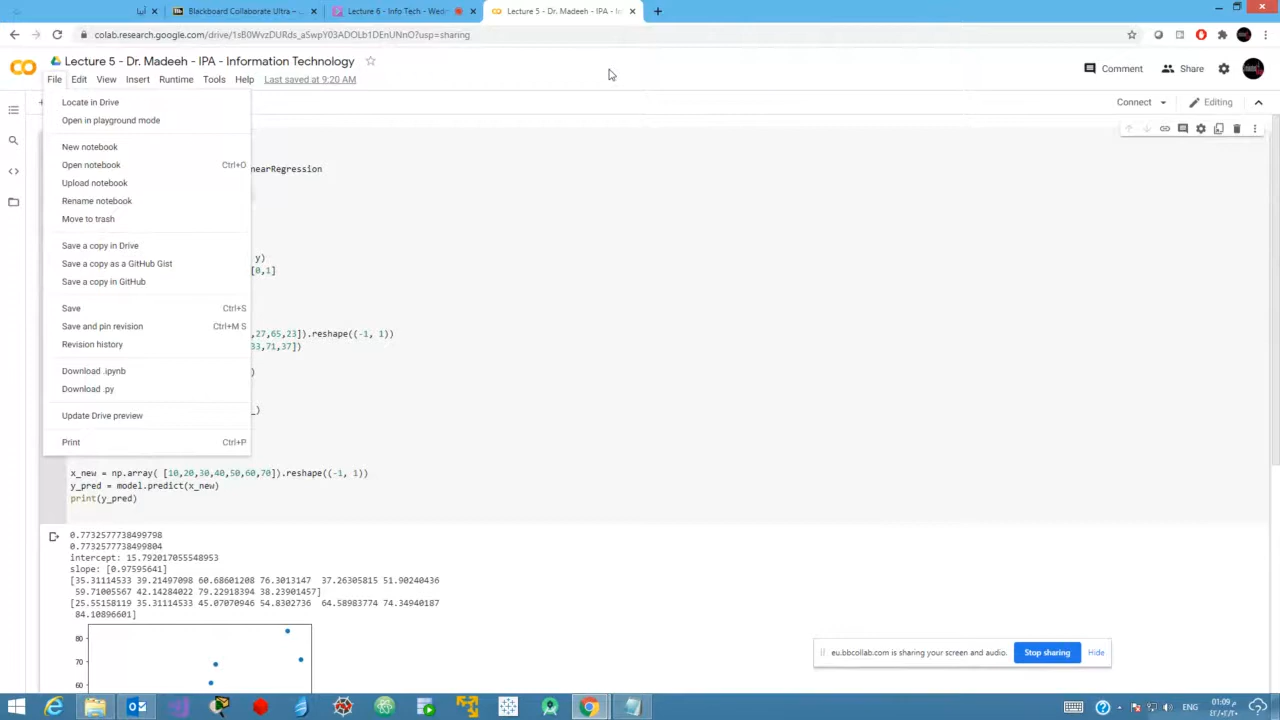 Blackboard Collaborate Ultra –
Lecture 6 - Info Tech - Wedn
Lecture 5 - Dr. Madeeh - IPA - In
colab.research.google.com/drive/1sB0WvzDURds_aSwpY03ADOLb1DEnUNnO?usp=sharing
Lecture 5 - Dr. Madeeh - IPA - Information Technology
Comment
Share
File Edit View Insert Runtime Tools Help Last saved at 9:20 AM
Connect
Editing
Locate in Drive
Open in playground mode
New notebook
Open notebook Ctrl+O
Upload notebook
Rename notebook
Move to trash
Save a copy in Drive
Save a copy as a GitHub Gist
Save a copy in GitHub
Save Ctrl+S
Save and pin revision Ctrl+M S
Revision history
Download .ipynb
Download .py
Update Drive preview
Print Ctrl+P
nearRegression
y)
[0,1]
,27,65,23]).reshape((-1, 1))
33,71,37])
)
_)
x_new = np.array( [10,20,30,40,50,60,70]).reshape((-1, 1))
y_pred = model.predict(x_new)
print(y_pred)
0.7732577738499798
0.7732577738499804
intercept: 15.792017055548953
slope: [0.97595641]
[35.31114533 39.21497098 60.68601208 76.3013147 37.26305815 51.90240436
59.71005567 42.14284022 79.22918394 38.23901457]
[25.55158119 35.31114533 45.07070946 54.8302736 64.58983774 74.34940187
84.10896601]
80
70
60
eu.bbcollab.com is sharing your screen and audio.
Stop sharing
Hide
ENG
م 01:09